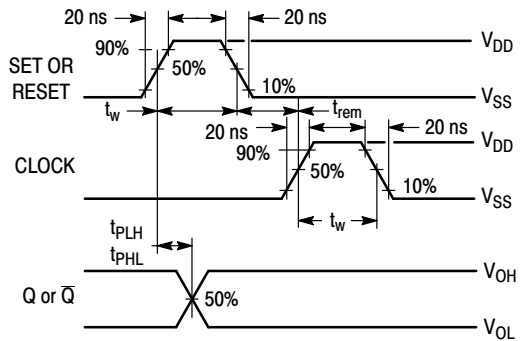 20 ns 20 ns
90%
50%
10%
SET OR
RESET
V_DD
V_SS
t_w t_rem
20 ns 20 ns
90%
50%
10%
CLOCK
V_DD
V_SS
t_w
t_PLH
t_PHL
Q or Q̅
50%
V_OH
V_OL